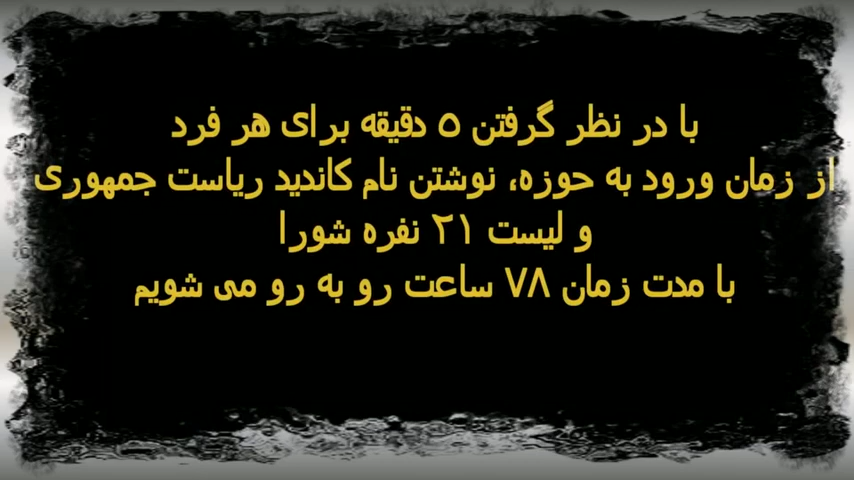 با در نظر گرفتن ۵ دقیقه برای هر فرد
از زمان ورود به حوزه، نوشتن نام کاندید ریاست جمهوری
و لیست ۲۱ نفره شورا
با مدت زمان ۷۸ ساعت رو به رو می شویم